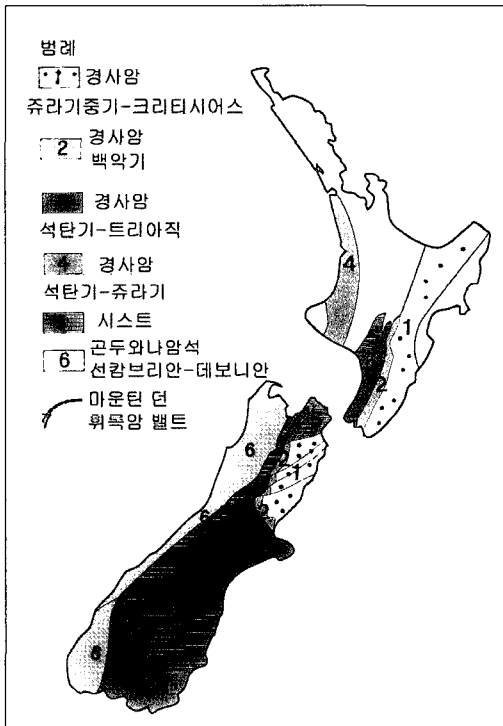 범례
1 경사암
쥬라기중기-크리티시어스
2 경사암
백악기
경사암
석탄기-트리아직
4 경사암
석탄기-쥬라기
시스트
6 곤두와나암석
선캄브리안-데보니안
마운틴 던
휘록암 밸트
4
1
2
6
1
6
6